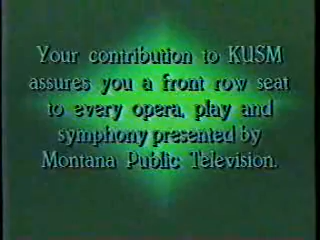 Your contribution to KUSM
assures you a front row seat
to every opera, play and
symphony presented by
Montana Public Television.